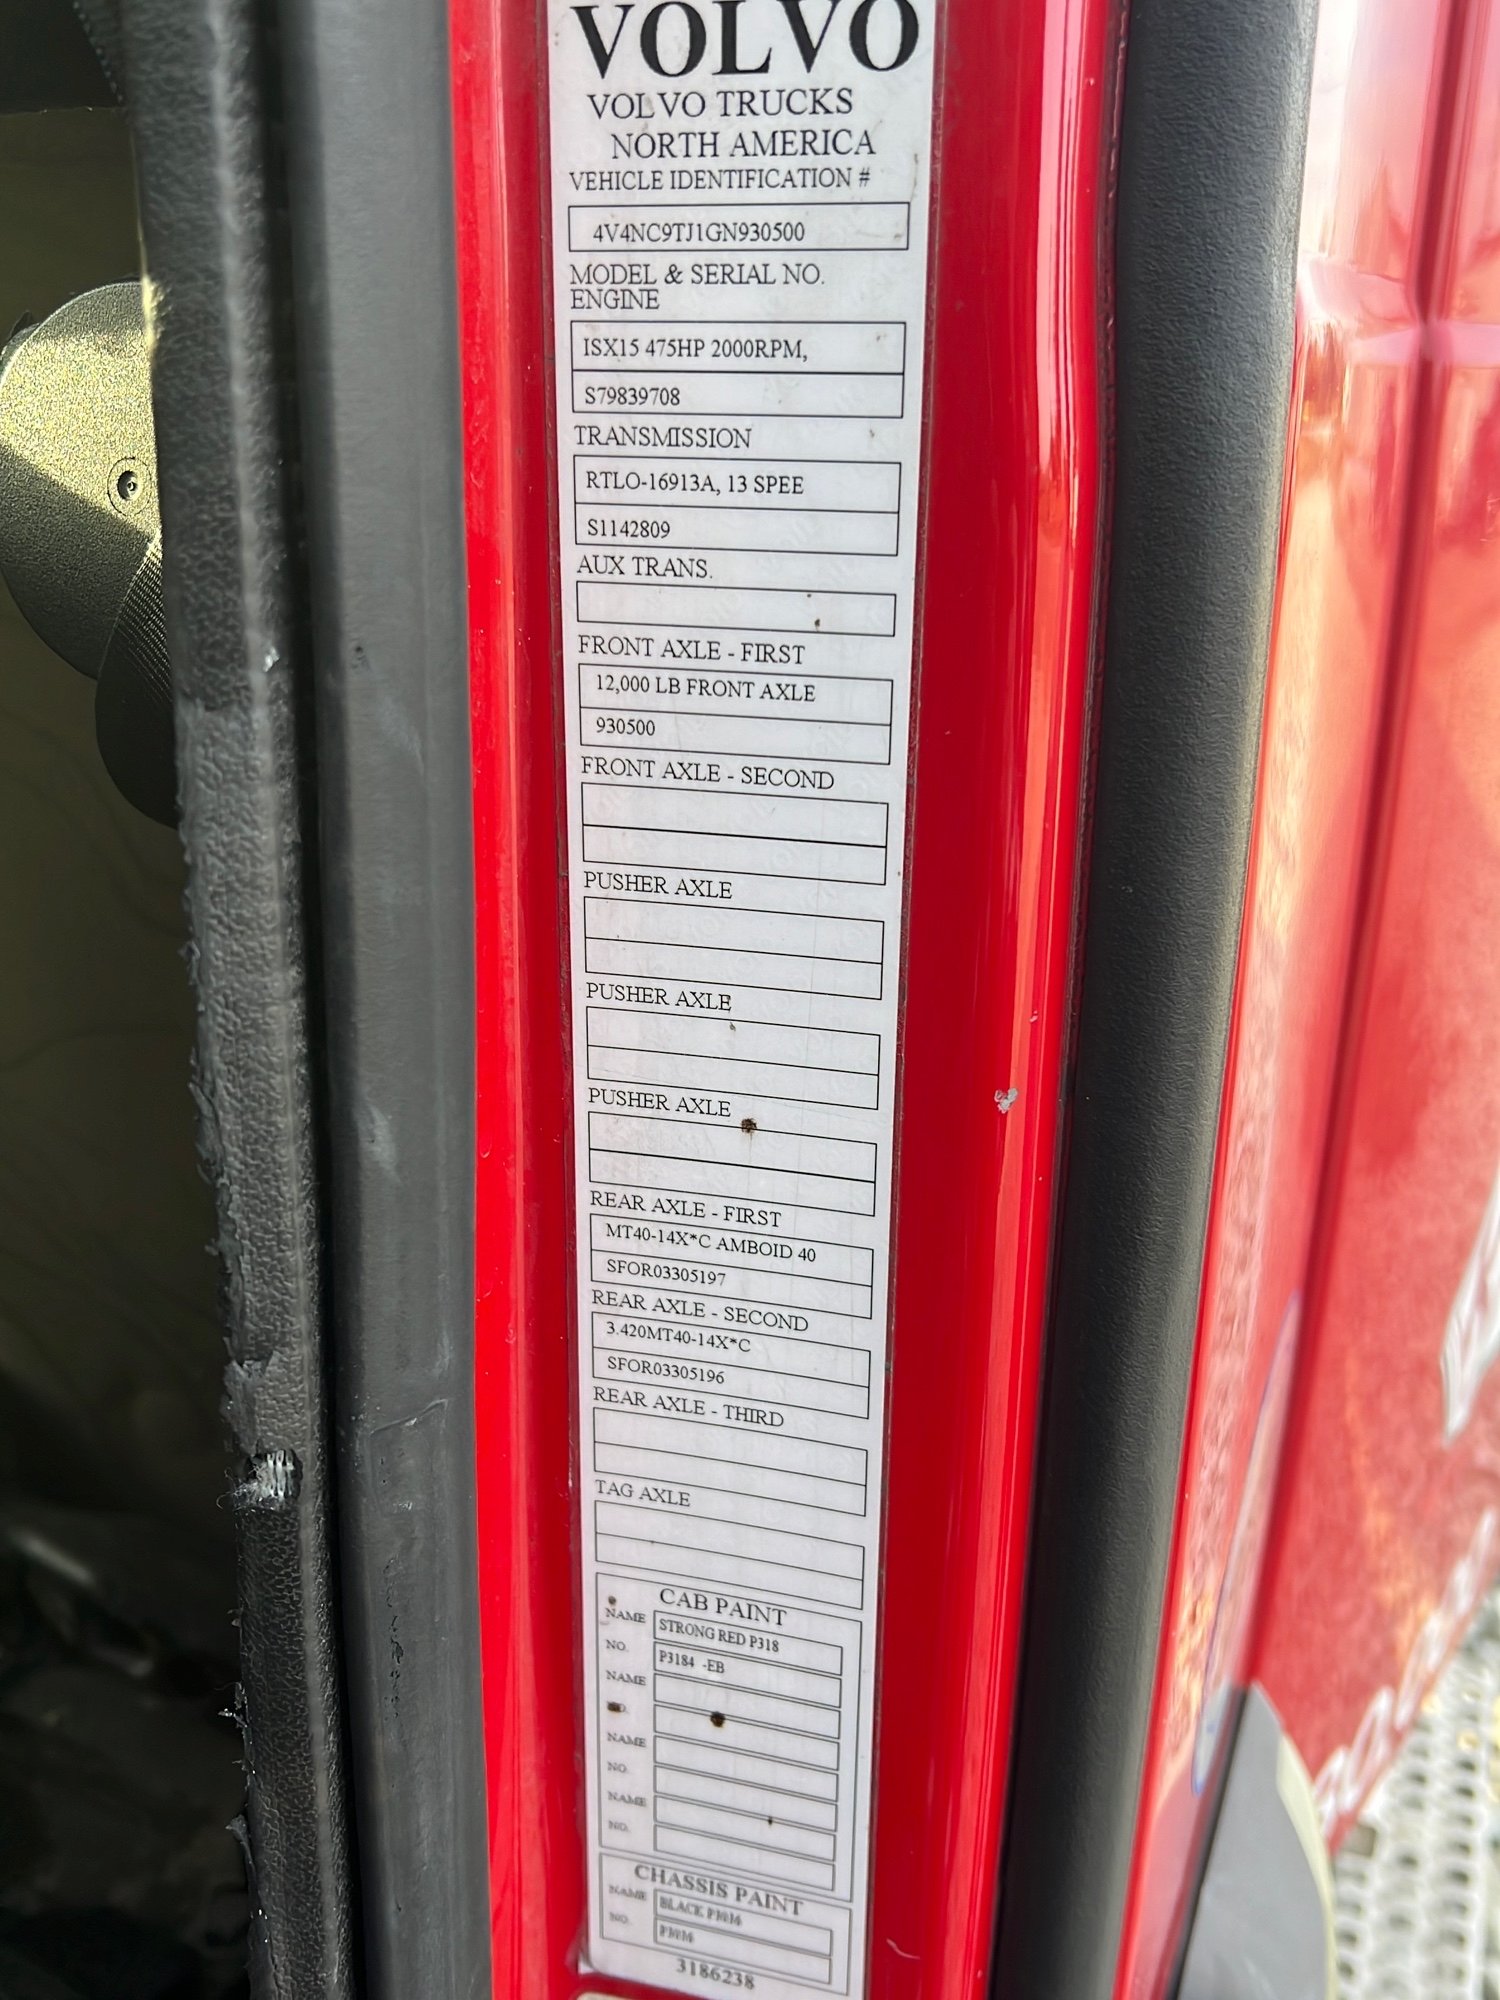 VOLVO
VOLVO TRUCKS
NORTH AMERICA
VEHICLE IDENTIFICATION #
4V4NC9TJ1GN930500
MODEL & SERIAL NO.
ENGINE
ISX15 475HP 2000RPM,
S79839708
TRANSMISSION
RTLO-16913A, 13 SPEE
S1142809
AUX TRANS.
FRONT AXLE - FIRST
12,000 LB FRONT AXLE
930500
FRONT AXLE - SECOND
PUSHER AXLE
PUSHER AXLE
PUSHER AXLE
REAR AXLE - FIRST
MT40-14X*C AMBOID 40
SFOR03305197
REAR AXLE - SECOND
3.420MT40-14X*C
SFOR03305196
REAR AXLE - THIRD
TAG AXLE
CAB PAINT
NAME STRONG RED P318
NO. P3184 -EB
NAME
NO.
NAME
NO.
NAME
NO.
CHASSIS PAINT
NAME BLACK
NO.
3186238